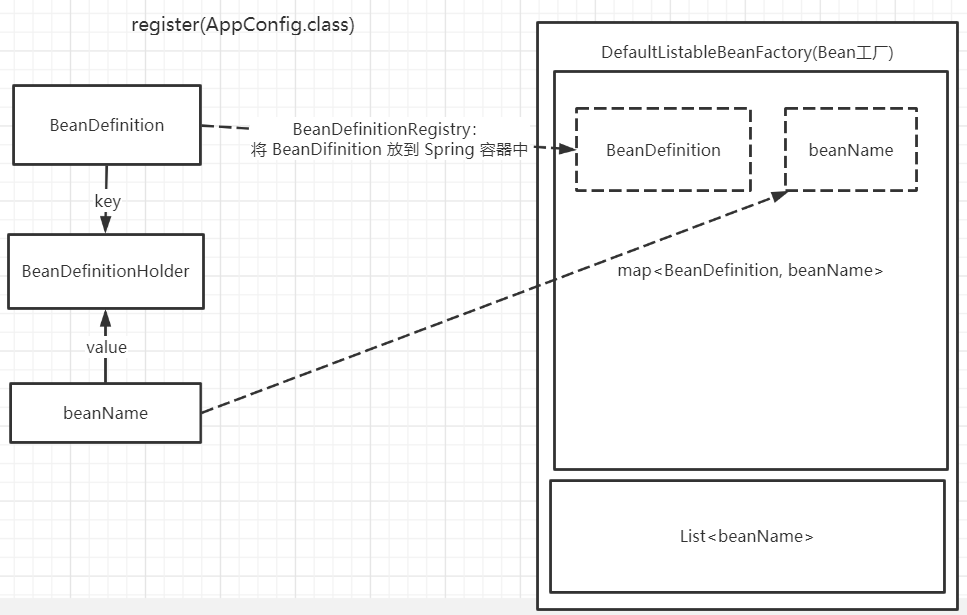 register(AppConfig.class)
DefaultListableBeanFactory(Bean工厂)
BeanDefinition
BeanDefinitionRegistry：
将 BeanDifinition 放到 Spring 容器中
BeanDefinition
beanName
key
BeanDefinitionHolder
map<BeanDefinition, beanName>
value
beanName
List<beanName>